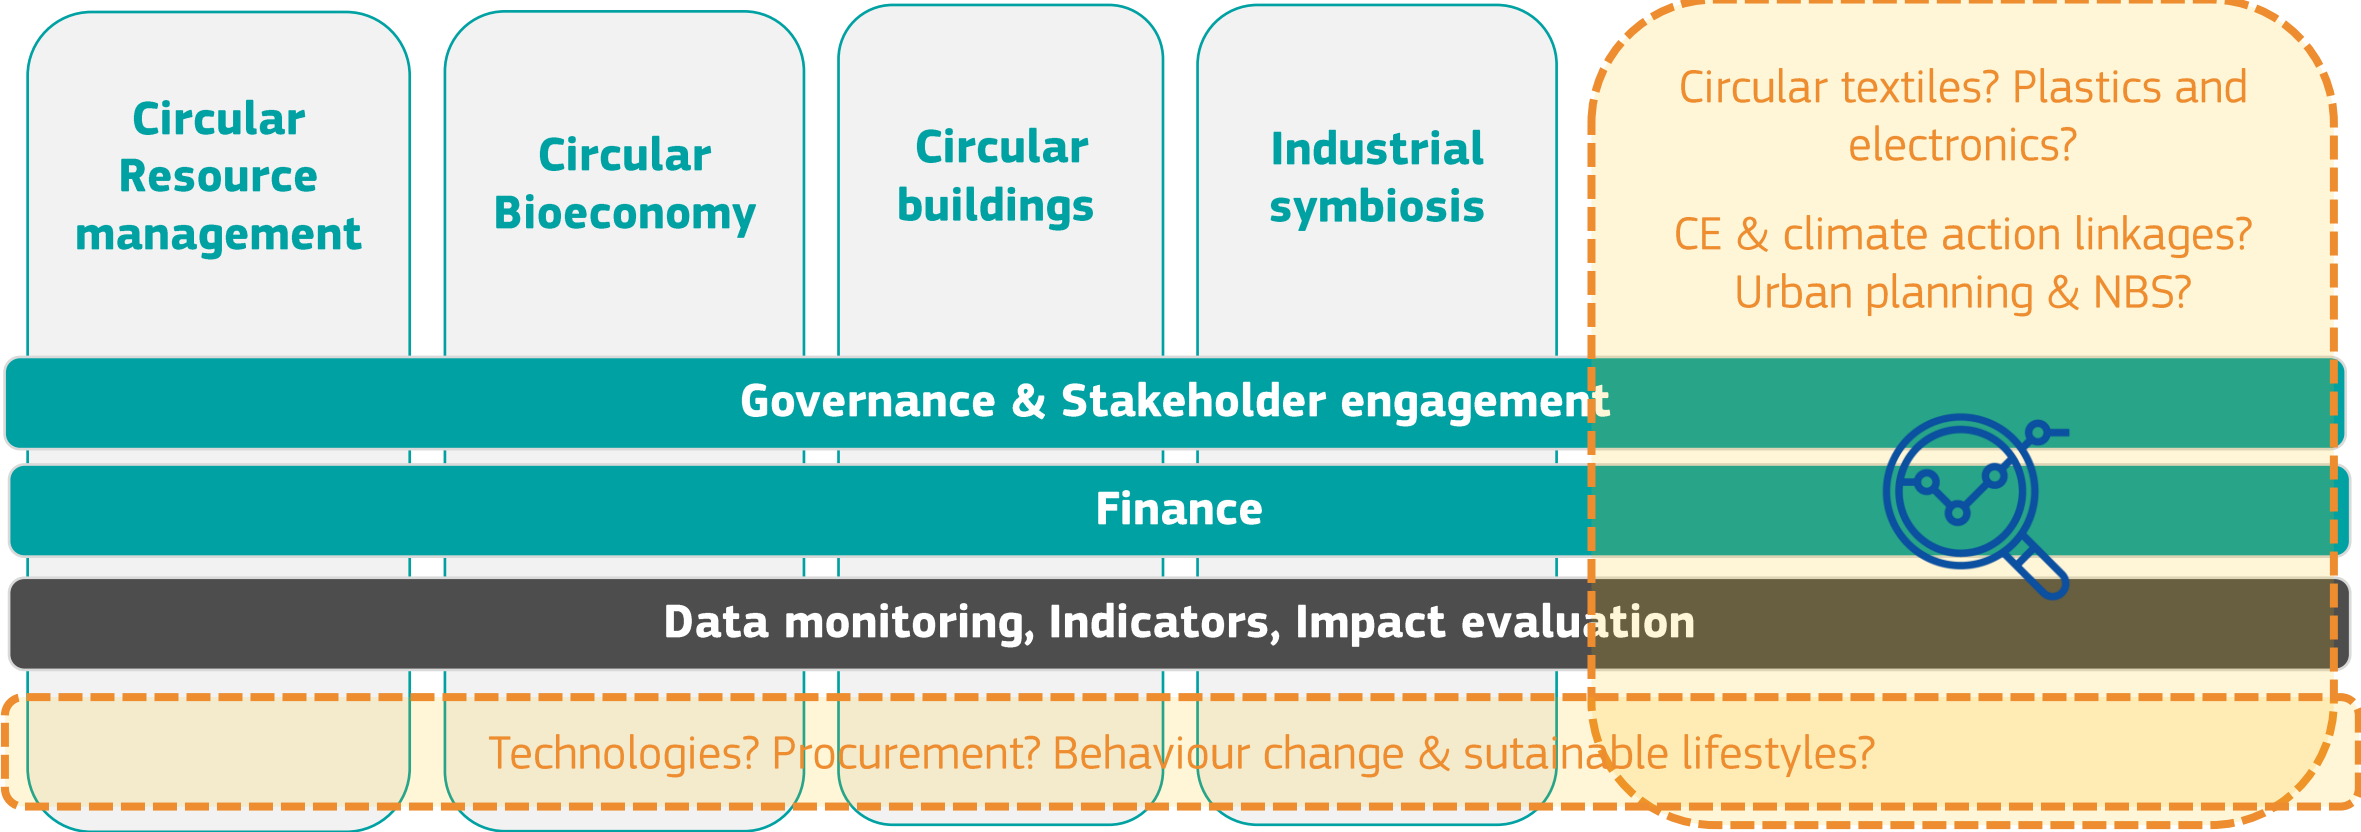 Circular
Resource
management
Circular
Bioeconomy
Circular
buildings
Industrial
symbiosis
Circular textiles? Plastics and
electronics?
CE & climate action linkages?
Urban planning & NBS?
Governance & Stakeholder engagement
Finance
Data monitoring, Indicators, Impact evaluation
Technologies? Procurement? Behaviour change & sutainable lifestyles?